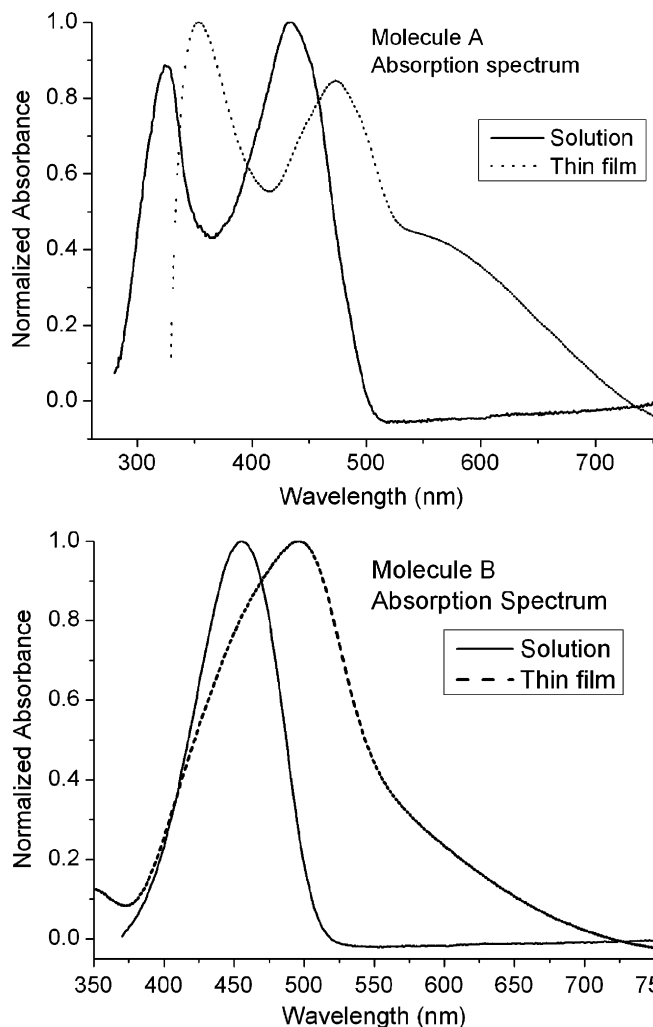 Molecule A
Absorption spectrum
Solution
Thin film
Normalized Absorbance
1.0
0.8
0.6
0.4
0.2
0.0
300 400 500 600 700
Wavelength (nm)
Molecule B
Absorption Spectrum
Solution
Thin film
Normalized Absorbance
1.0
0.8
0.6
0.4
0.2
0.0
350 400 450 500 550 600 650 700 75
Wavelength (nm)